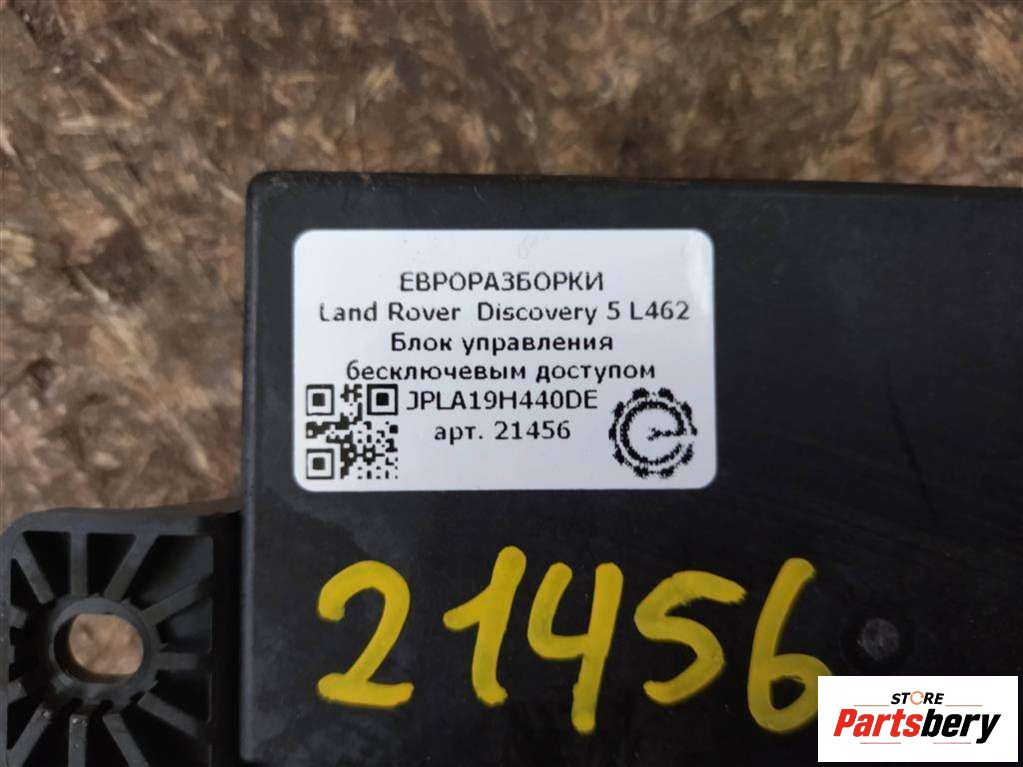 ЕВРОРАЗБОРКИ
Land Rover Discovery 5 L462
Блок управления
бесключевым доступом
JPLA19H440DE
арт. 21456
21456
STORE
Partsbery